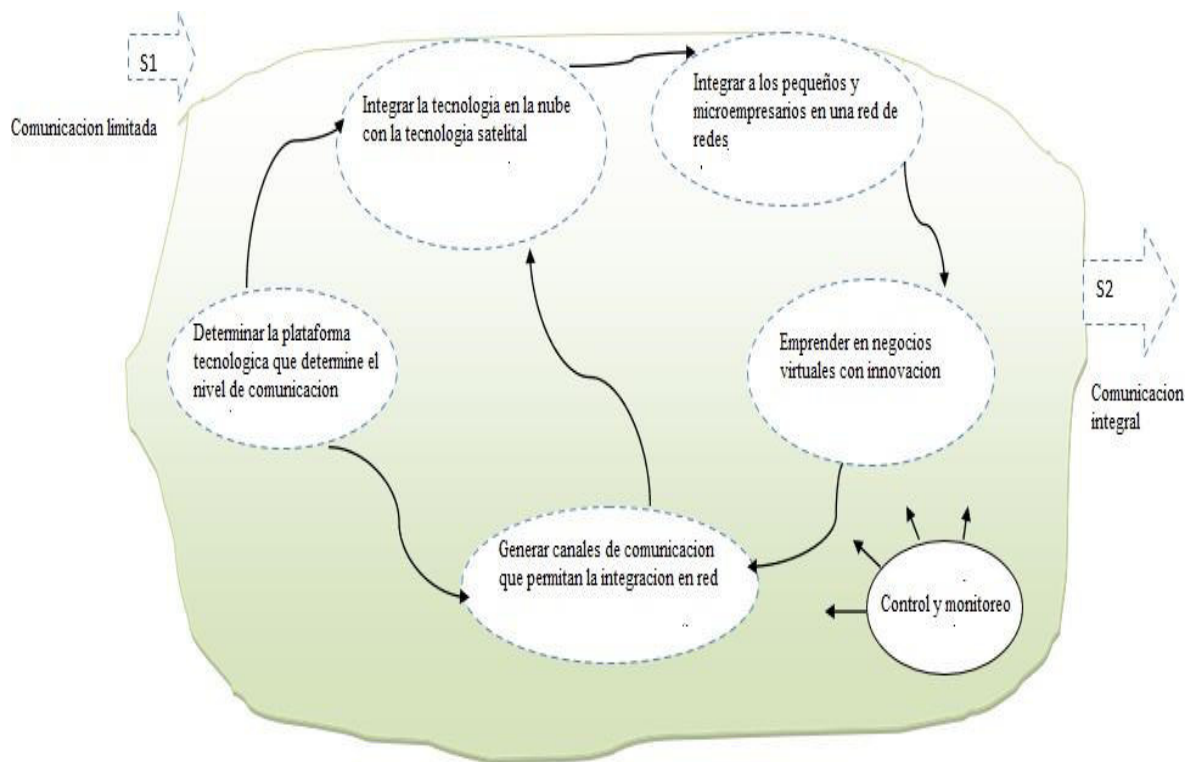 S1
Comunicacion limitada
Integrar la tecnologia en la nube
con la tecnologia satelital
Integrar a los pequeños y
microempresarios en una red de
redes
Determinar la plataforma
tecnologica que determine el
nivel de comunicacion
Emprender en negocios
virtuales con innovacion
S2
Comunicacion
integral
Generar canales de comunicacion
que permitan la integracion en red
Control y monitoreo